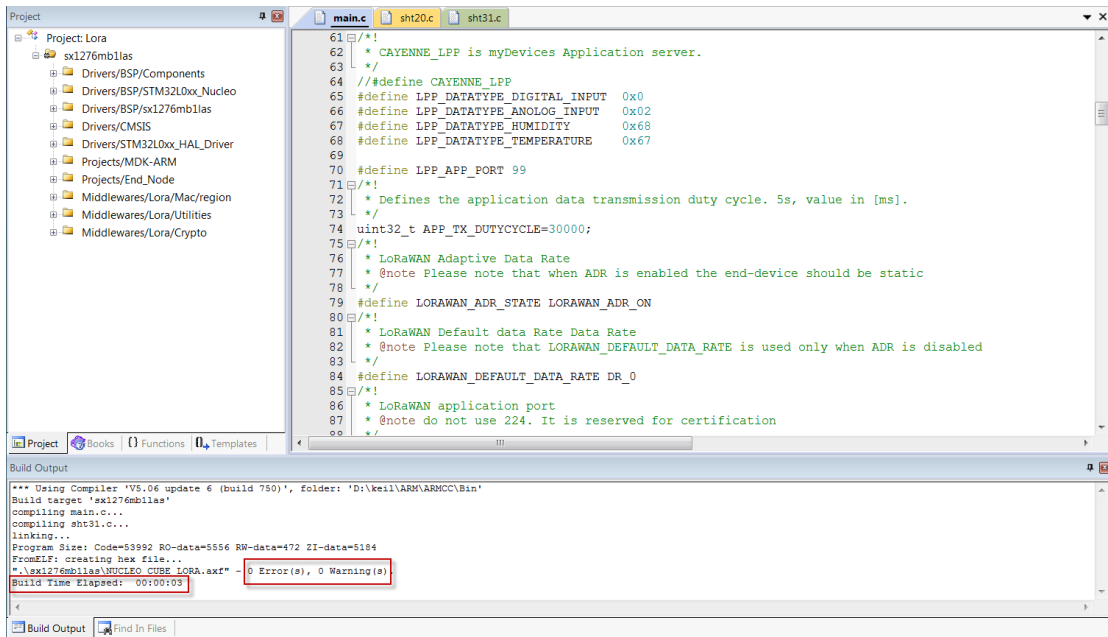 Project
Project: Lora
sx1276mb1las
Drivers/BSP/Components
Drivers/BSP/STM32L0xx_Nucleo
Drivers/BSP/sx1276mb1las
Drivers/CMSIS
Drivers/STM32L0xx_HAL_Driver
Projects/MDK-ARM
Projects/End_Node
Middlewares/Lora/Mac/region
Middlewares/Lora/Utilities
Middlewares/Lora/Crypto
Project Books {} Functions 0 Templates
main.c sht20.c sht31.c
61 /*!
62 * CAYENNE_LPP is myDevices Application server.
63 */
64 //#define CAYENNE_LPP
65 #define LPP_DATATYPE_DIGITAL_INPUT 0x0
66 #define LPP_DATATYPE_ANOLOG_INPUT 0x02
67 #define LPP_DATATYPE_HUMIDITY 0x68
68 #define LPP_DATATYPE_TEMPERATURE 0x67
69
70 #define LPP_APP_PORT 99
71 /*!
72 * Defines the application data transmission duty cycle. 5s, value in [ms].
73 */
74 uint32_t APP_TX_DUTYCYCLE=30000;
75 /*!
76 * LoRaWAN Adaptive Data Rate
77 * @note Please note that when ADR is enabled the end-device should be static
78 */
79 #define LORAWAN_ADR_STATE LORAWAN_ADR_ON
80 /*!
81 * LoRaWAN Default data Rate Data Rate
82 * @note Please note that LORAWAN_DEFAULT_DATA_RATE is used only when ADR is disabled
83 */
84 #define LORAWAN_DEFAULT_DATA_RATE DR_0
85 /*!
86 * LoRaWAN application port
87 * @note do not use 224. It is reserved for certification
88 */
Build Output
*** Using Compiler 'V5.06 update 6 (build 750)', folder: 'D:\keil\ARM\ARMCC\Bin'
Build target 'sx1276mb1las'
compiling main.c...
compiling sht31.c...
linking...
Program Size: Code=53992 RO-data=5556 RW-data=472 ZI-data=5184
FromELF: creating hex file...
".\sx1276mb1las\NUCLEO CUBE LORA.axf" - 0 Error(s), 0 Warning(s).
Build Time Elapsed: 00:00:03
Build Output Find In Files